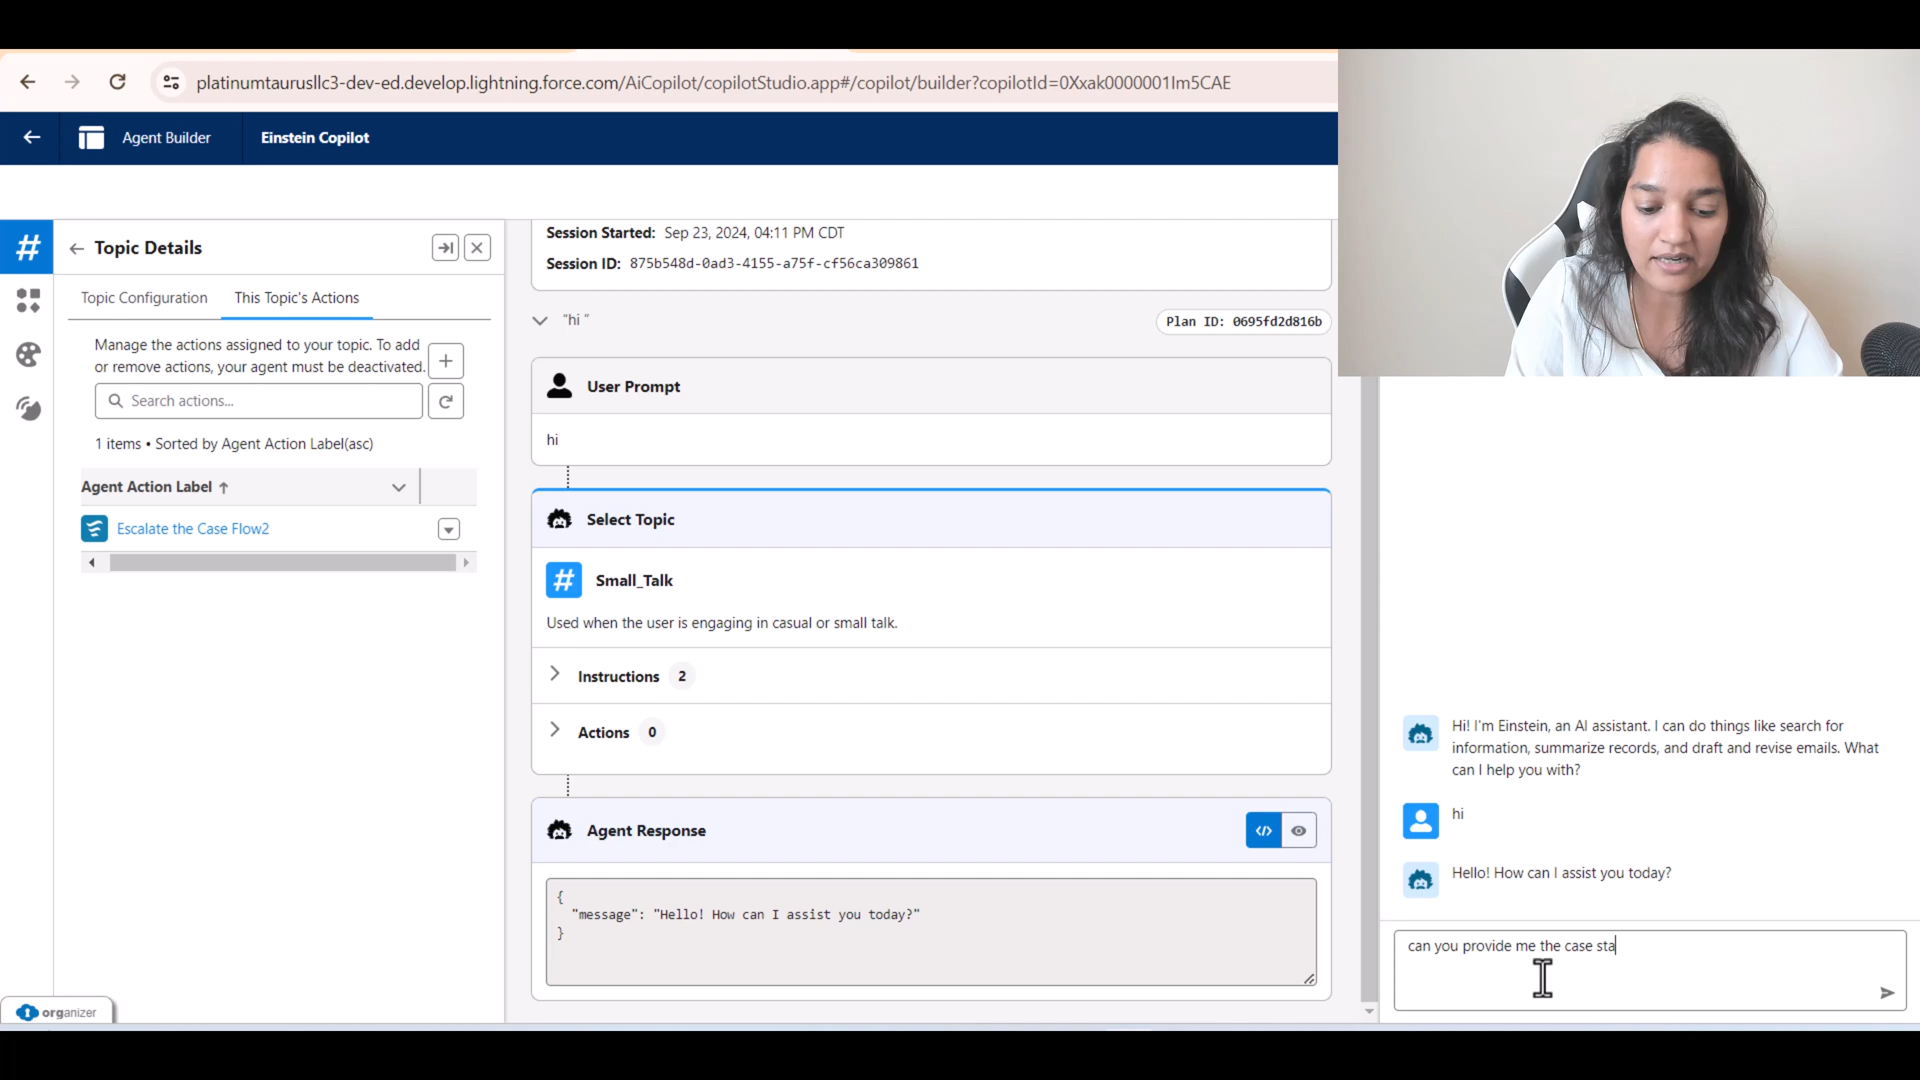 platinumtaurusllc3-dev-ed.develop.lightning.force.com/AiCopilot/copilotStudio.app#/copilot/builder?copilotId=0Xxak0000001Im5CAE
Agent Builder
Einstein Copilot
Topic Details
Topic Configuration
This Topic's Actions
Manage the actions assigned to your topic. To add
or remove actions, your agent must be deactivated.
Search actions...
1 items • Sorted by Agent Action Label(asc)
Agent Action Label ↑
Escalate the Case Flow2
organizer
Session Started: Sep 23, 2024, 04:11 PM CDT
Session ID: 875b548d-0ad3-4155-a75f-cf56ca309861
"hi "
Plan ID: 0695fd2d816b
User Prompt
hi
Select Topic
# Small_Talk
Used when the user is engaging in casual or small talk.
Instructions 2
Actions 0
Agent Response
{
"message": "Hello! How can I assist you today?"
}
Hi! I'm Einstein, an AI assistant. I can do things like search for
information, summarize records, and draft and revise emails. What
can I help you with?
hi
Hello! How can I assist you today?
can you provide me the case sta